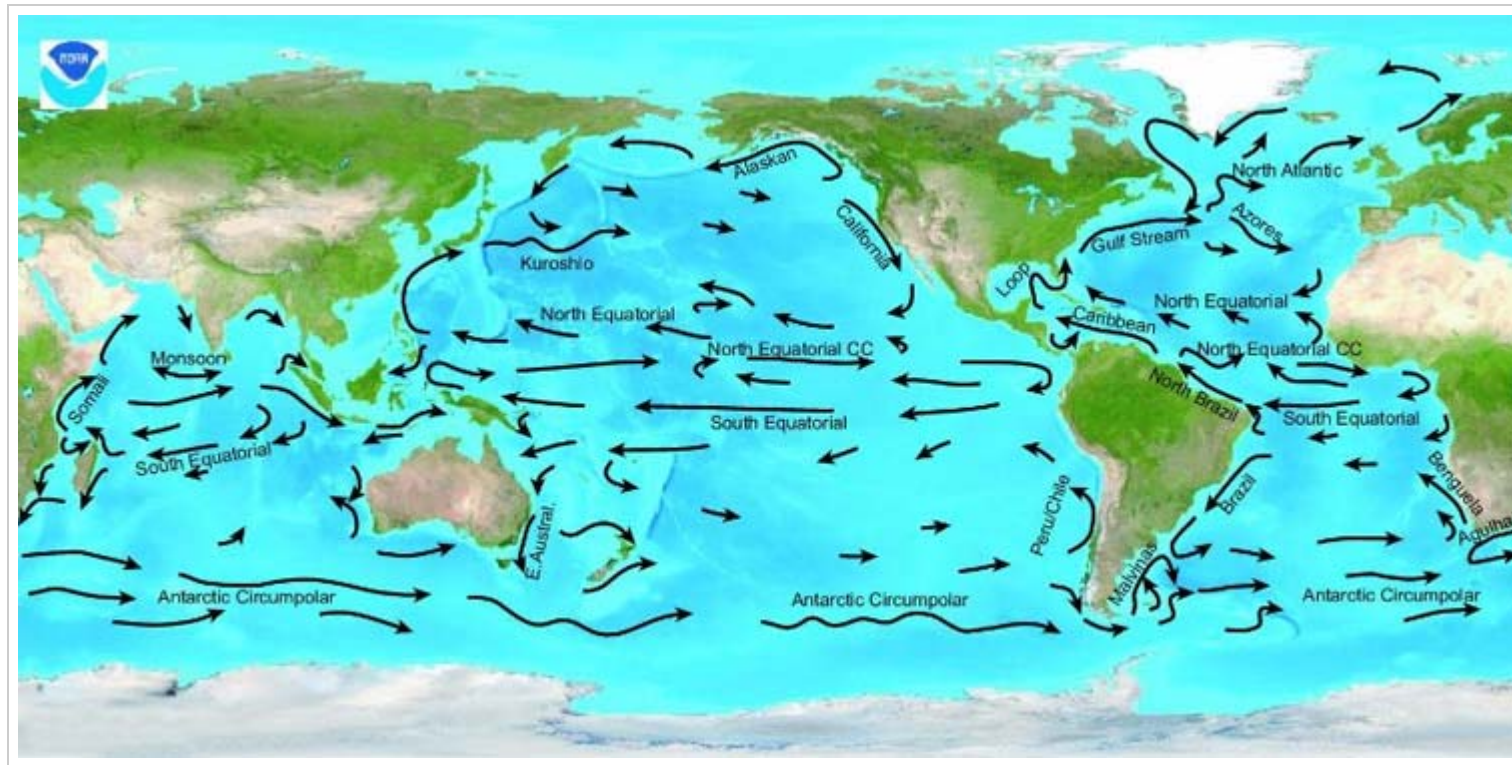 NOAA
Alaskan
North Atlantic
California
Azores
Gulf Stream
Kuroshio
Loop
North Equatorial
North Equatorial
Caribbean
Monsoon
North Equatorial CC
North Equatorial CC
Somali
North Brazil
South Equatorial
South Equatorial
South Equatorial
Benguela
Brazil
Peru/Chile
E.Austral.
Agulha
Malvinas
Antarctic Circumpolar
Antarctic Circumpolar
Antarctic Circumpolar